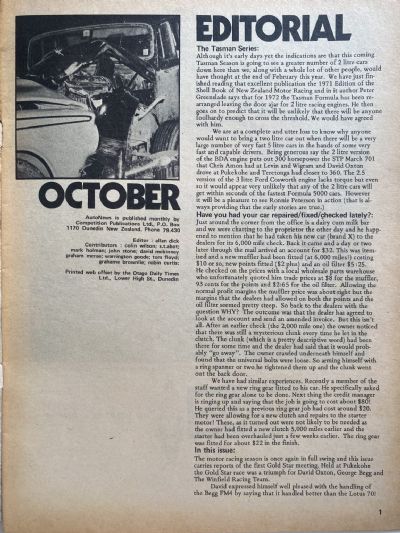 EDITORIAL
The Tasman Series:
Although it's early days yet the indications are that this coming
Tasman Season is going to see a greater number of 2 litre cars
down here than we, along with a whole lot of other people, would
have thought at the end of February this year. We have just fin-
ished reading that excellent publication the 1971 Edition of the
Shell Book of New Zealand Motor Racing and in it author Peter
Greenslade says that for 1972 the Tasman Formula has been re-
arranged leaving the door ajar for 2 litre racing engines. He then
goes on to predict that it will be unlikely that there will be anyone
foolhardy enough to cross the threshold. We would have agreed
with him.
We are at a complete and utter loss to know why anyone
would want to bring a two litre car out when there will be a very
large number of very fast 5 litre cars in the hands of some very
fast and capable drivers. Being generous say the 2 litre version
of the BDA engine puts out 300 horsepower the STP March 701
that Chris Amon had at Levin and Wigram and David Oxton
drove at Pukekohe and Teretonga had closer to 360. The 2.5
version of the 3 litre Ford Cosworth engine lacks torque but even
so it would appear very unlikely that any of the 2 litre cars will
get within seconds of the fastest Formula 5000 cars. However
it will be a pleasure to see Ronnie Peterson in action (that is al-
ways providing that the early stories are true.)
Have you had your car repaired/fixed/checked lately?:
Just around the corner from the office is a dairy cum milk bar
and we were chatting to the proprietor the other day and he happ-
ened to mention that he had taken his new car (brand X) to the
dealers for its 6,000 mile check. Back it came and a day or two
later through the mail arrived an account for $32. This was item-
ised and a new muffler had been fitted (at 6,000 miles!) costing
$10 or so, new points fitted ($2 plus) and an oil filter $5-25.
He checked on the prices with a local wholesale parts warehouse
who unfortunately quoted him trade prices at $8 for the muffler,
93 cents for the points and $2-65 for the oil filter. Allowing the
normal profit margins the muffler price was about right but the
margins that the dealers had allowed on both the points and the
oil filter seemed pretty steep. So back to the dealers with the
question WHY? The outcome was that the dealer has agreed to
look at the account and send an amended invoice. But this isn't
all. After an earlier check (the 2,000 mile one) the owner noticed
that there was still a mysterious clunk every time he let in the
clutch. The clunk (which is a pretty descriptive word) had been
there for some time and the dealer had said that it would prob-
ably "go away". The owner crawled underneath himself and
found that the universal bolts were loose. So arming himself with
a ring spanner or two he tightened them up and the clunk went
out the back door.
We have had similar experiences. Recently a member of the
staff wanted a new ring gear fitted to his car. He specifically asked
for the ring gear alone to be done. Next thing the credit manager
is ringing up and saying that the job is going to cost about $80!
He queried this as a previous ring gear job had cost around $20.
They were allowing for a new clutch and repairs to the starter
motor! These, as it turned out were not likely to be needed as
the owner had fitted a new clutch 5,000 miles earlier and the
starter had been overhauled just a few weeks earlier. The ring gear
was fitted for about $22 in the finish.
In this issue:
The motor racing season is once again in full swing and this issue
carries reports of the first Gold Star meeting. Held at Pukekohe
the Gold Star race was a triumph for David Oxton, George Begg and
The Winfield Racing Team.
David expressed himself well pleased with the handling of
the Begg FM4 by saying that it handled better than the Lotus 70!
1
OCTOBER
AutoNews is published monthly by
Competition Publications Ltd., P.O. Box
1170 Dunedin New Zealand. Phone 78,430
Editor : allan dick
Contributors : colin wilson; c.abert;
mark holman; john stone; david mckinney;
graham meros; warrington goode; tom floyd;
grahame brownlie; robin curtis;
Printed web offset by the Otago Daily Times
Ltd., Lower High St., Dunedin